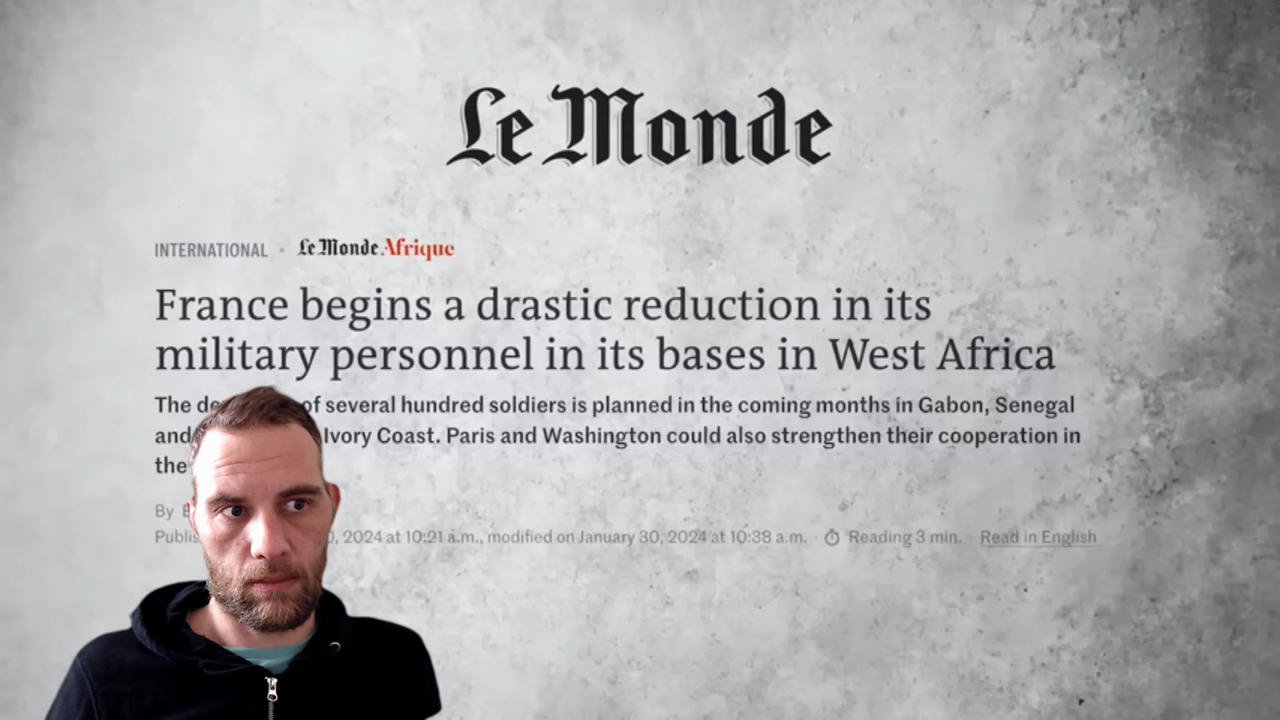 Le Monde
INTERNATIONAL • Le Monde Afrique
France begins a drastic reduction in its
military personnel in its bases in West Africa
The of several hundred soldiers is planned in the coming months in Gabon, Senegal
and Ivory Coast. Paris and Washington could also strengthen their cooperation in
the
By
2024 at 10:21 a.m., modified on January 30, 2024 at 10:38 a.m. · Reading 3 min. · Read in English